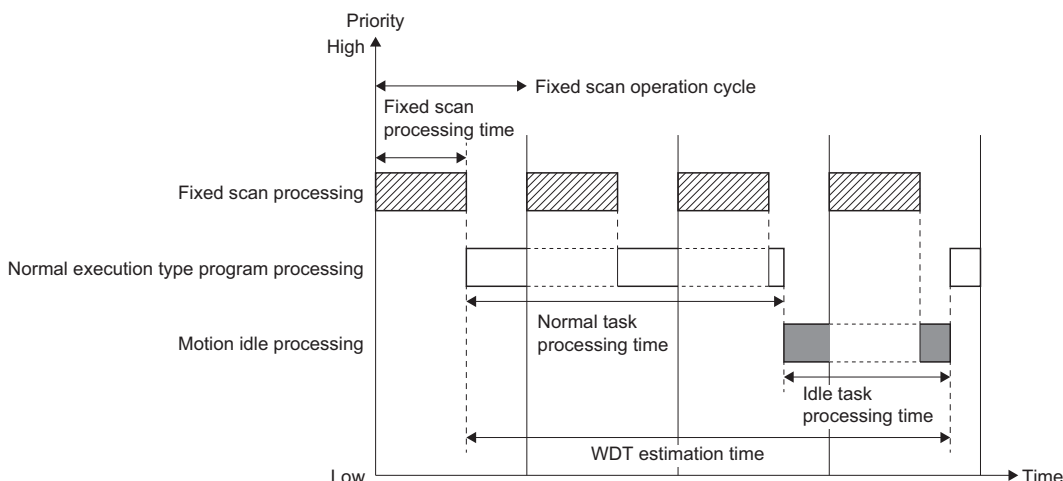 Priority
High
Fixed scan operation cycle
Fixed scan
processing time
Fixed scan processing
Normal execution type program processing
Normal task
processing time
Motion idle processing
Idle task
processing time
WDT estimation time
Low
Time